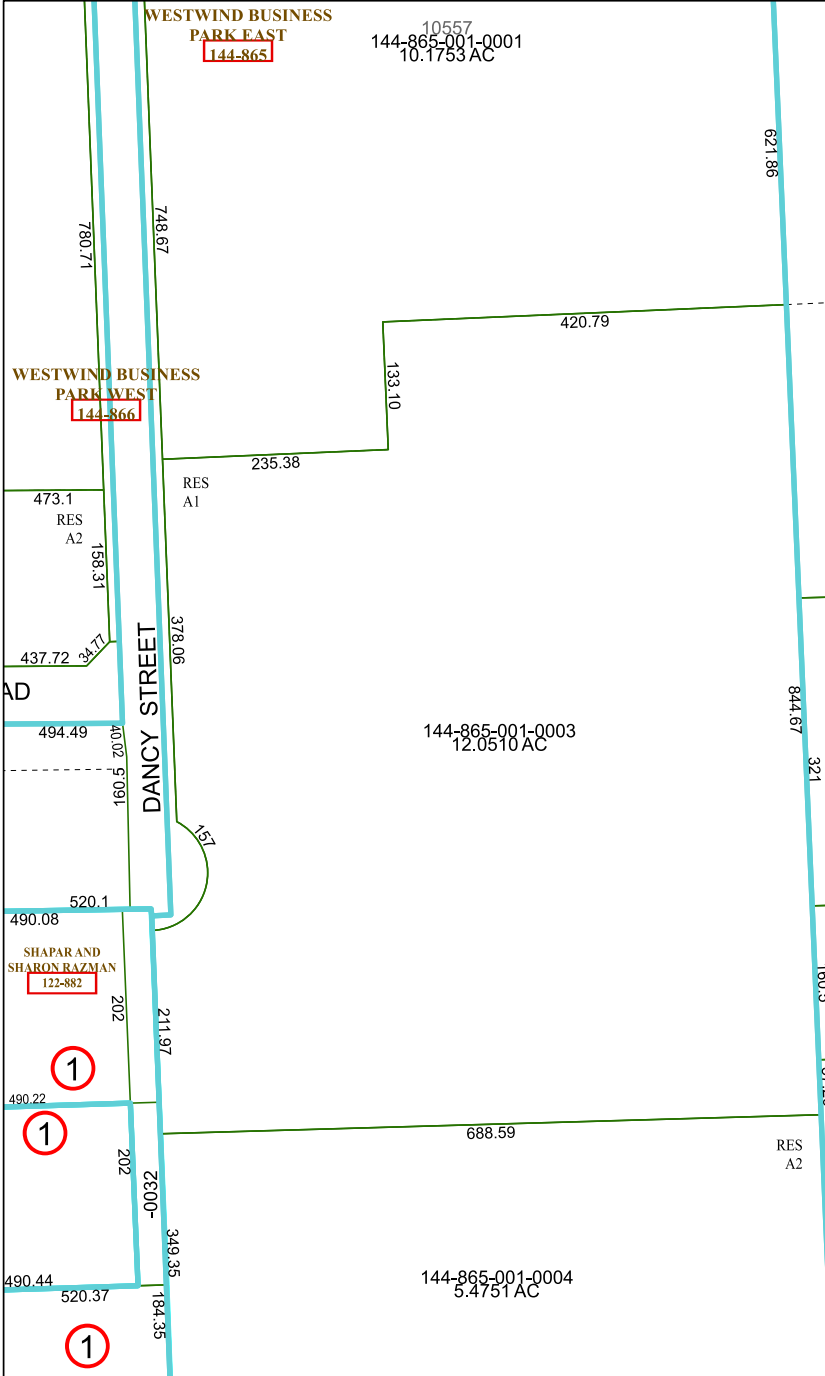 WESTWIND BUSINESS
PARK EAST
144-865
10557
144-865-001-0001
10.1753 AC
621.86
748.67
780.71
420.79
133.10
WESTWIND BUSINESS
PARK WEST
144-866
235.38
RES
A1
473.1
RES
A2
158.31
378.06
34.77
437.72
DANCY STREET
AD
494.49
40.02
160.5
144-865-001-0003
12.0510 AC
844.67
321
157
520.1
490.08
SHAPAR AND
SHARON RAZMAN
122-882
202
211.97
160.5
1
490.22
1
688.59
RES
A2
202
-0032
349.35
490.44
520.37
184.35
144-865-001-0004
5.4751 AC
1